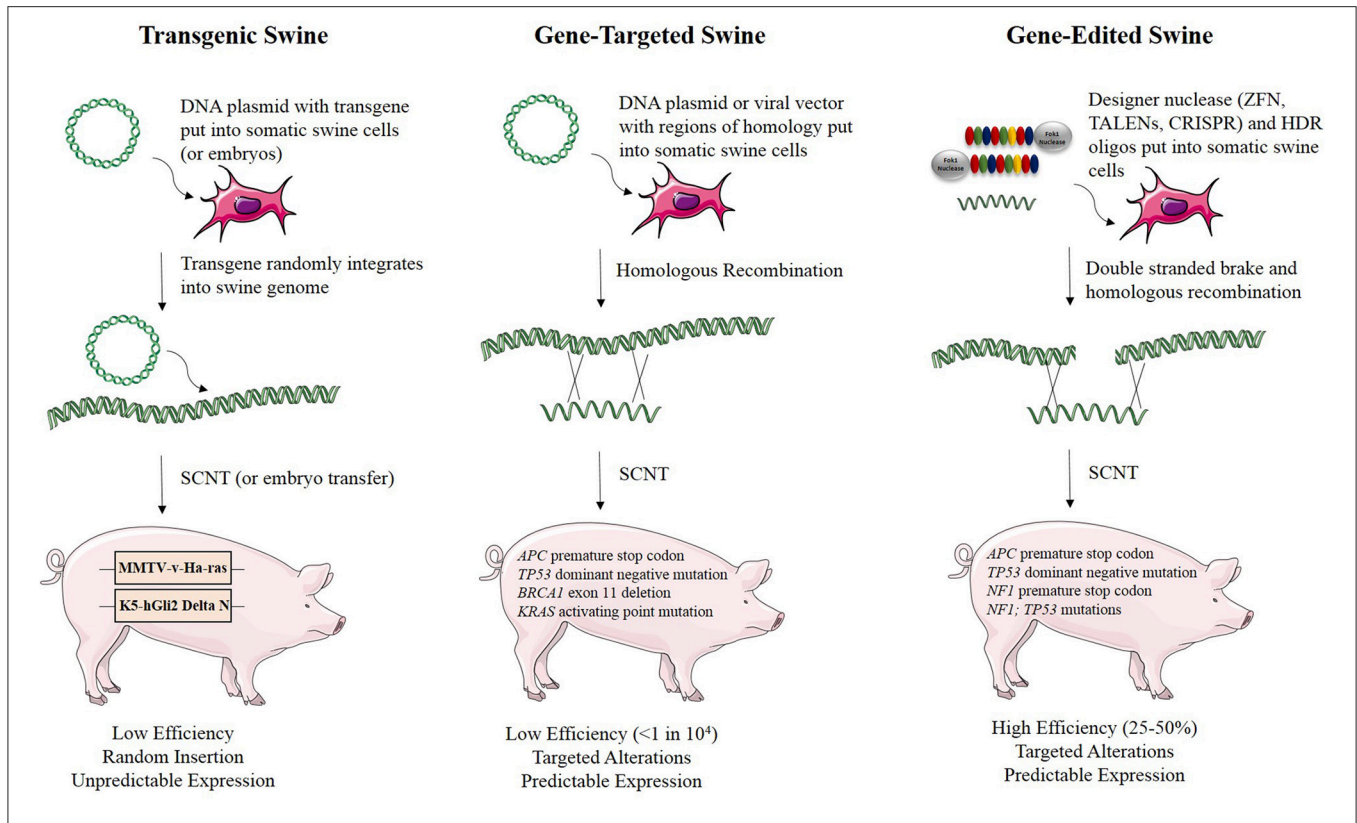 Transgenic Swine
DNA plasmid with transgene
put into somatic swine cells
(or embryos)
Transgene randomly integrates
into swine genome
SCNT (or embryo transfer)
MMTV-v-Ha-ras
K5-hGli2 Delta N
Low Efficiency
Random Insertion
Unpredictable Expression
Gene-Targeted Swine
DNA plasmid or viral vector
with regions of homology put
into somatic swine cells
Homologous Recombination
SCNT
APC premature stop codon
TP53 dominant negative mutation
BRCA1 exon 11 deletion
KRAS activating point mutation
Low Efficiency (<1 in 10⁴)
Targeted Alterations
Predictable Expression
Gene-Edited Swine
Designer nuclease (ZFN,
TALENs, CRISPR) and HDR
oligos put into somatic swine
cells
Fok1
Nuclease
Fok1
Nuclease
Double stranded brake and
homologous recombination
SCNT
APC premature stop codon
TP53 dominant negative mutation
NF1 premature stop codon
NF1; TP53 mutations
High Efficiency (25-50%)
Targeted Alterations
Predictable Expression